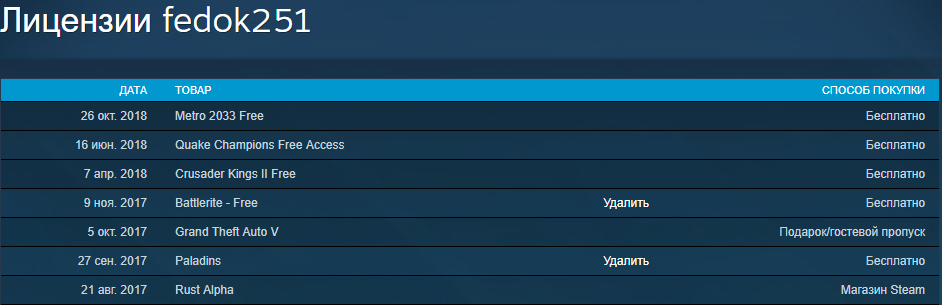 Лицензии fedok251
ДАТА ТОВАР СПОСОБ ПОКУПКИ
26 окт. 2018 Metro 2033 Free Бесплатно
16 июн. 2018 Quake Champions Free Access Бесплатно
7 апр. 2018 Crusader Kings II Free Бесплатно
9 ноя. 2017 Battlerite - Free Удалить Бесплатно
5 окт. 2017 Grand Theft Auto V Подарок/гостевой пропуск
27 сен. 2017 Paladins Удалить Бесплатно
21 авг. 2017 Rust Alpha Магазин Steam